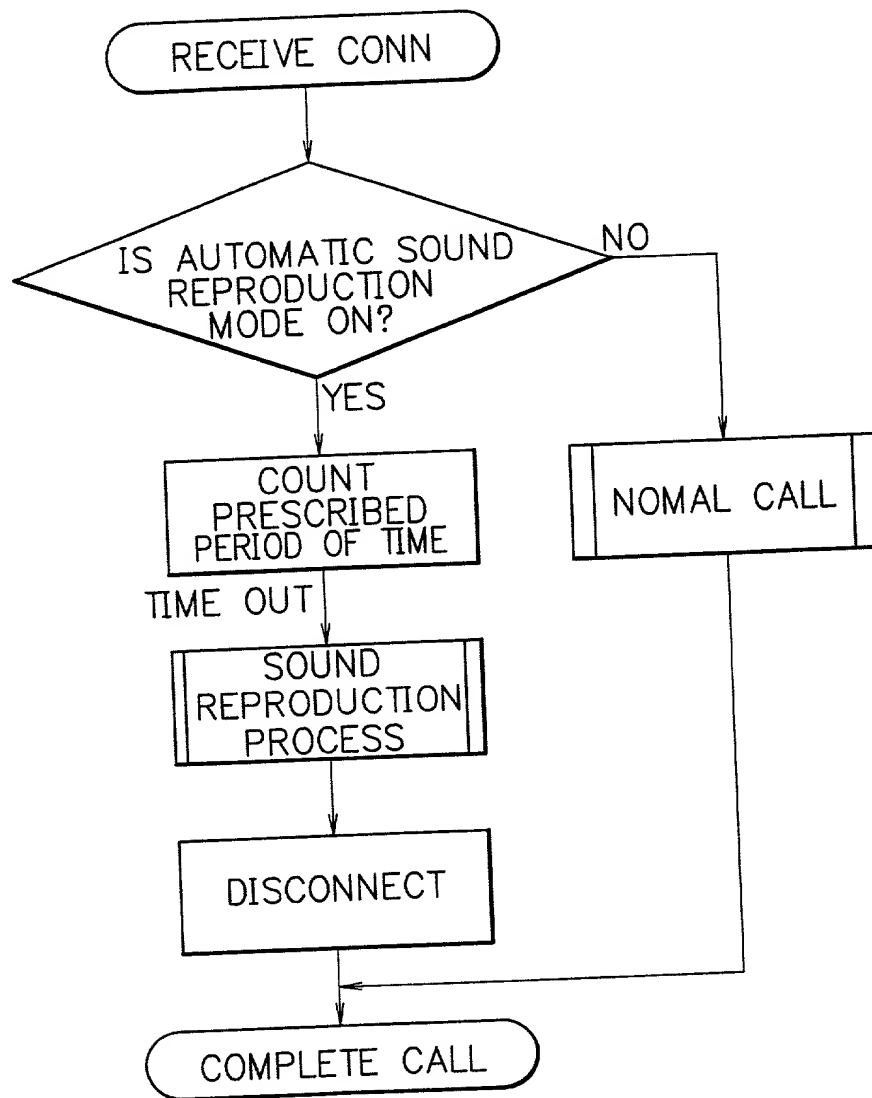 RECEIVE CONN
IS AUTOMATIC SOUND
REPRODUCTION
MODE ON?
NO
YES
COUNT
PRESCRIBED
PERIOD OF TIME
NOMAL CALL
TIME OUT
SOUND
REPRODUCTION
PROCESS
DISCONNECT
COMPLETE CALL